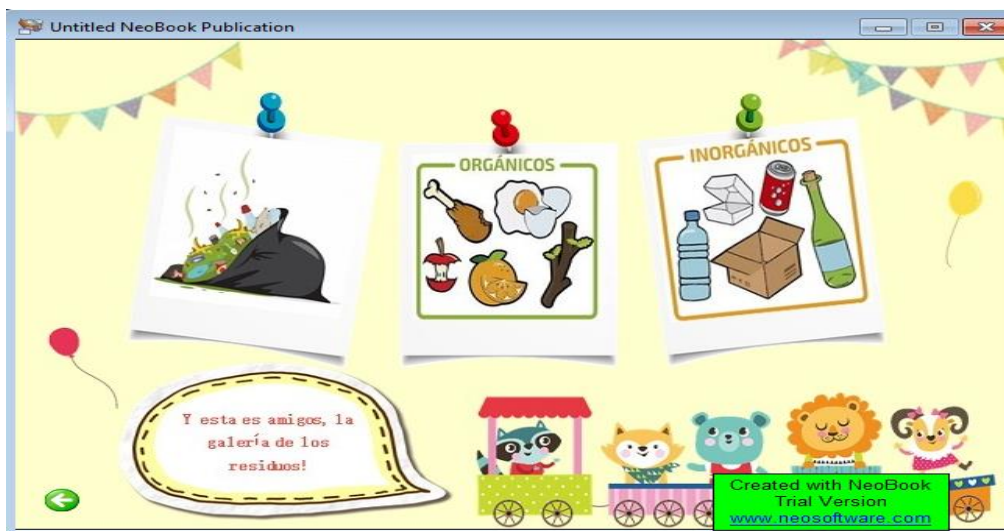 Untitled NeoBook Publication
ORGÁNICOS
INORGÁNICOS
Y esta es amigos, la
galería de los
residuos!
Created with NeoBook
Trial Version
www.neosoftware.com